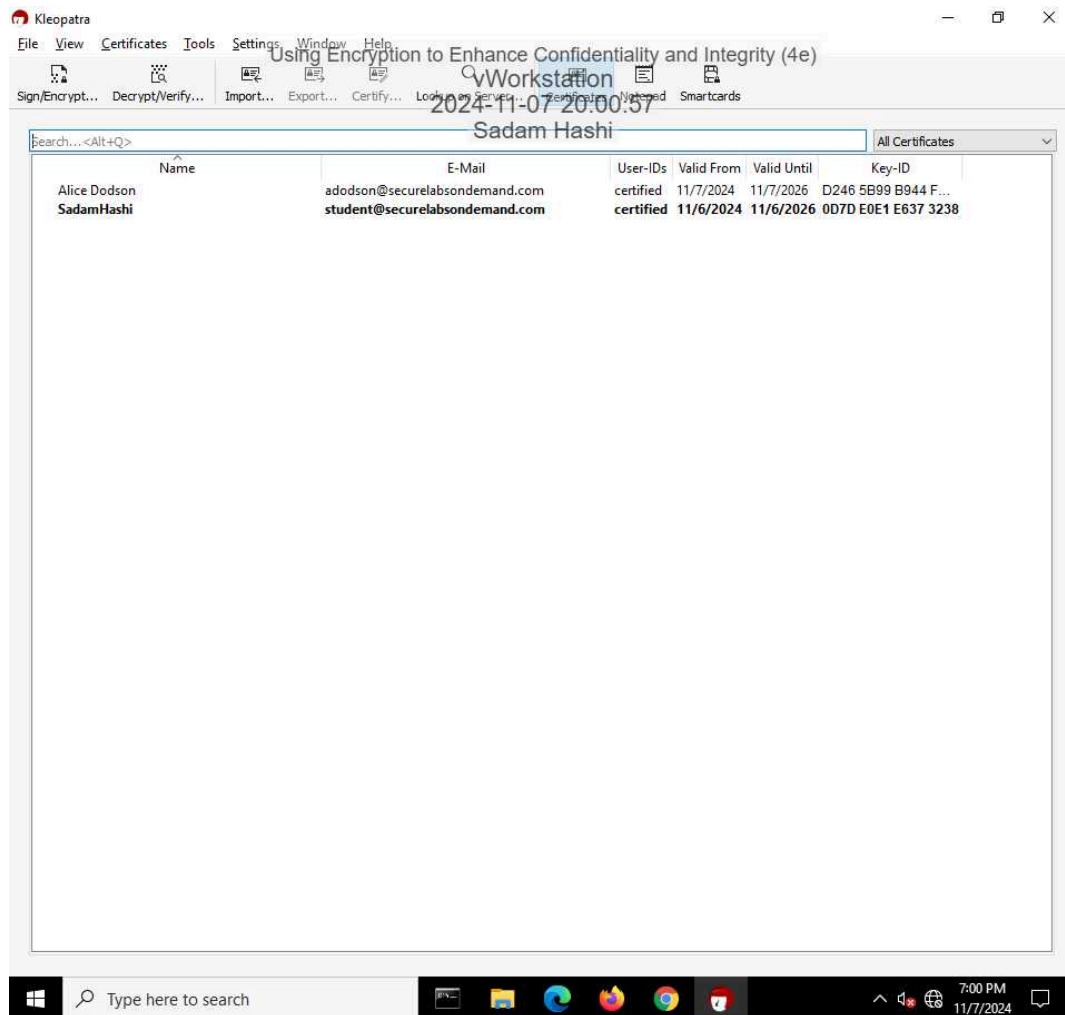 Kleopatra
File View Certificates Tools Settings Window Help
Using Encryption to Enhance Confidentiality and Integrity (4e)
Sign/Encrypt... Decrypt/Verify... Import... Export... Certify... Lookup on Server... Certificates Notepad Smartcards
vWorkstation
2024-11-07 20:00:57
Sadam Hashi
Search...<Alt+Q> All Certificates
Name E-Mail User-IDs Valid From Valid Until Key-ID
Alice Dodson adodson@securelabsondemand.com certified 11/7/2024 11/7/2026 D246 5B99 B944 F...
SadamHashi student@securelabsondemand.com certified 11/6/2024 11/6/2026 0D7D E0E1 E637 3238
Type here to search
7:00 PM
11/7/2024